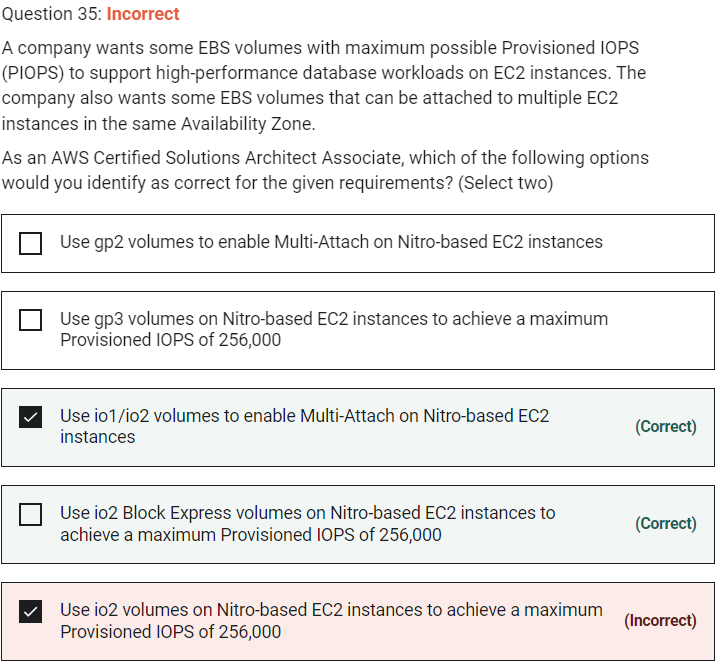 Question 35: Incorrect
A company wants some EBS volumes with maximum possible Provisioned IOPS
(PIOPS) to support high-performance database workloads on EC2 instances. The
company also wants some EBS volumes that can be attached to multiple EC2
instances in the same Availability Zone.
As an AWS Certified Solutions Architect Associate, which of the following options
would you identify as correct for the given requirements? (Select two)
Use gp2 volumes to enable Multi-Attach on Nitro-based EC2 instances
Use gp3 volumes on Nitro-based EC2 instances to achieve a maximum
Provisioned IOPS of 256,000
Use io1/io2 volumes to enable Multi-Attach on Nitro-based EC2
instances
(Correct)
Use io2 Block Express volumes on Nitro-based EC2 instances to
achieve a maximum Provisioned IOPS of 256,000
(Correct)
Use io2 volumes on Nitro-based EC2 instances to achieve a maximum
Provisioned IOPS of 256,000
(Incorrect)